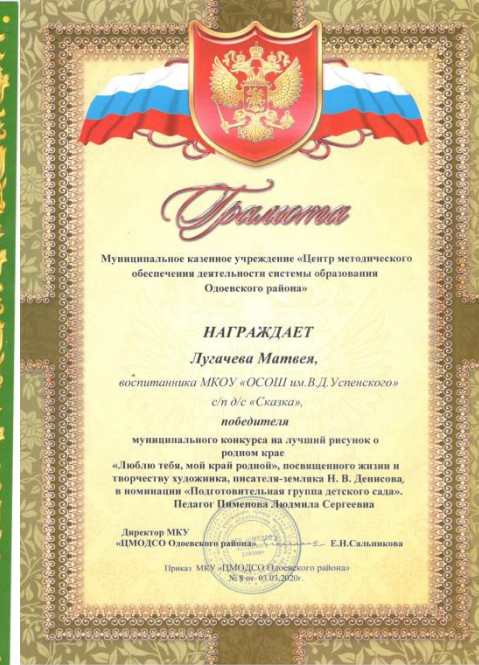 Грамота
Муниципальное казенное учреждение «Центр методического
обеспечения деятельности системы образования
Одоевского района»
НАГРАЖДАЕТ
Лугачева Матвея,
воспитанника МКОУ «ОСОШ им.В.Д.Успенского»
с/п д/с «Сказка»,
победителя
муниципального конкурса на лучший рисунок о
родном крае
«Люблю тебя, мой край родной», посвященного жизни и
творчеству художника, писателя-земляка Н. В. Денисова,
в номинации «Подготовительная группа детского сада».
Педагог Пименова Людмила Сергеевна
Директор МКУ
«ЦМОДСО Одоевского района» Е.Н.Сальникова
Приказ МКУ «ЦМОДСО Одоевского района»
№ 8 от 03.03.2020г.